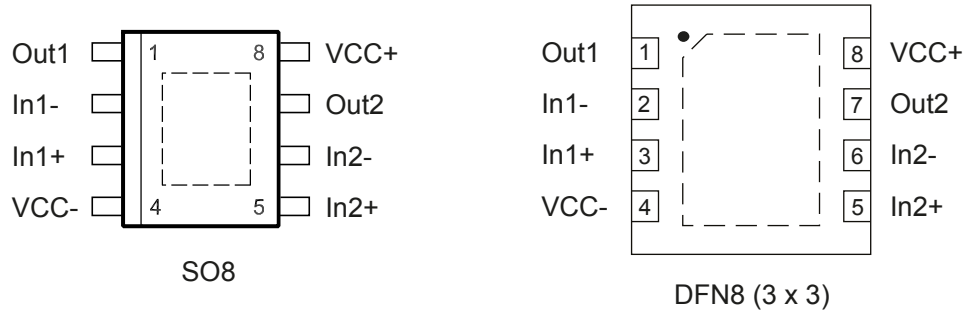 Out1 1 8 VCC+
In1- Out2
In1+ In2-
VCC- 4 5 In2+
SO8
Out1 1 8 VCC+
In1- 2 7 Out2
In1+ 3 6 In2-
VCC- 4 5 In2+
DFN8 (3 x 3)